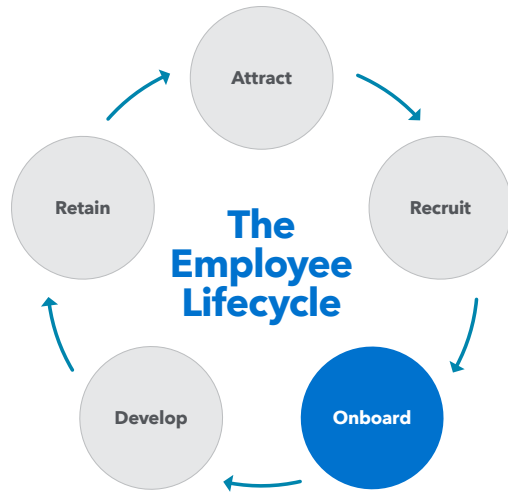 Attract
Recruit
Retain
The
Employee
Lifecycle
Onboard
Develop